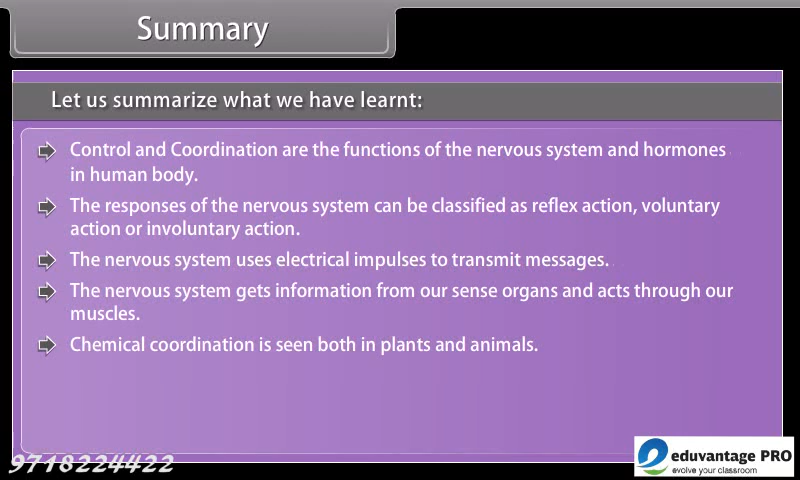 Summary
Let us summarize what we have learnt:
Control and Coordination are the functions of the nervous system and hormones
in human body.
The responses of the nervous system can be classified as reflex action, voluntary
action or involuntary action.
The nervous system uses electrical impulses to transmit messages.
The nervous system gets information from our sense organs and acts through our
muscles.
Chemical coordination is seen both in plants and animals.
9718224422
eduvantage PRO
evolve your classroom